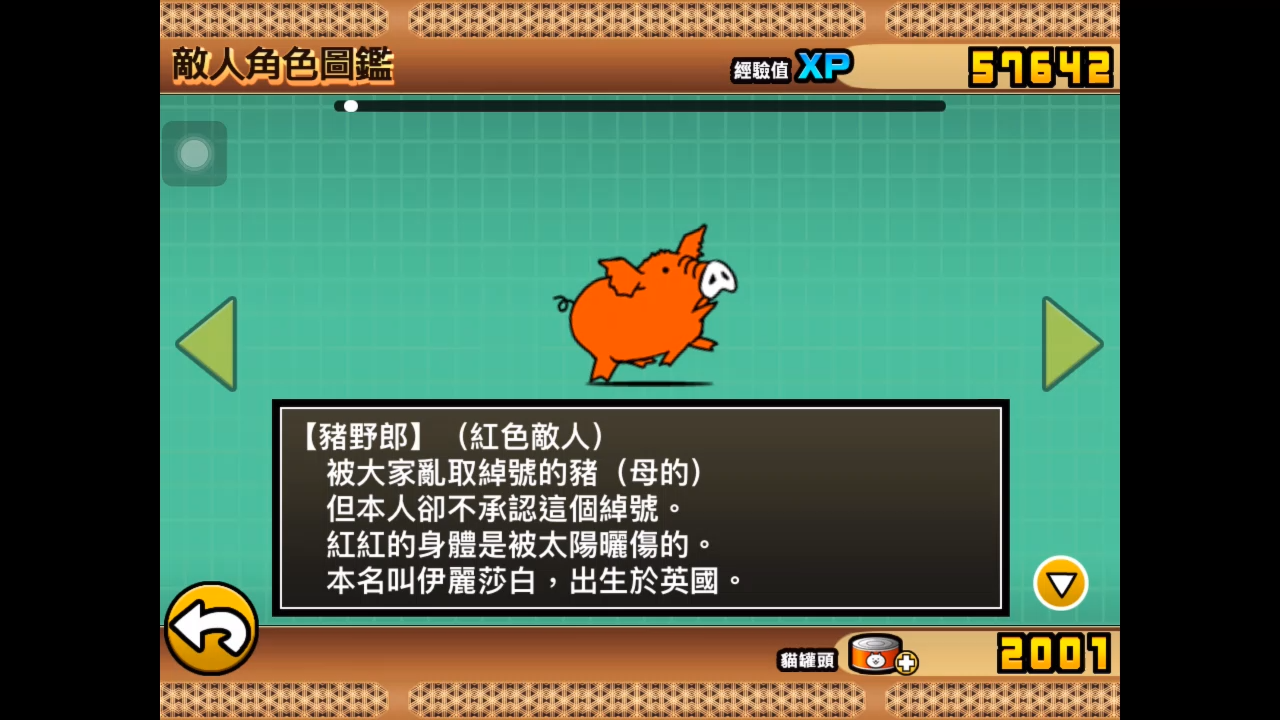 敵人角色圖鑑
經驗值 XP 57642
【豬野郎】（紅色敵人）
被大家亂取綽號的豬（母的）
但本人卻不承認這個綽號。
紅紅的身體是被太陽曬傷的。
本名叫伊麗莎白，出生於英國。
貓罐頭 2001